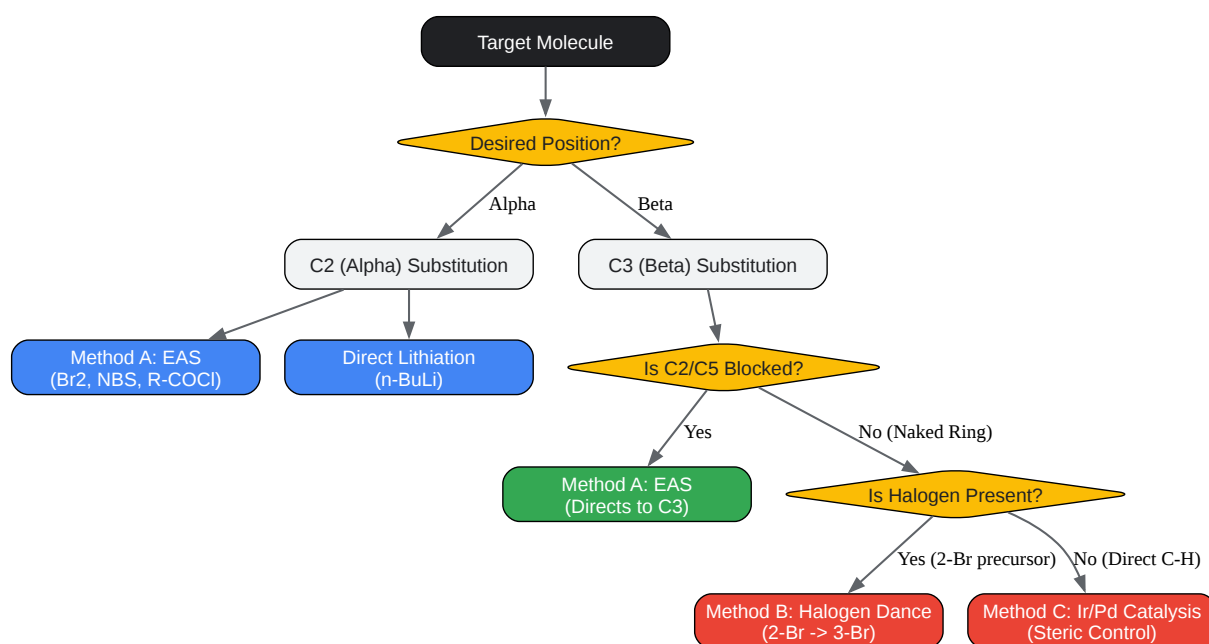 Target Molecule
Desired Position?
Alpha
Beta
C2 (Alpha) Substitution
C3 (Beta) Substitution
Method A: EAS
(Br2, NBS, R-COCl)
Direct Lithiation
(n-BuLi)
Is C2/C5 Blocked?
Yes
No (Naked Ring)
Method A: EAS
(Directs to C3)
Is Halogen Present?
Yes (2-Br precursor)
No (Direct C-H)
Method B: Halogen Dance
(2-Br -> 3-Br)
Method C: Ir/Pd Catalysis
(Steric Control)